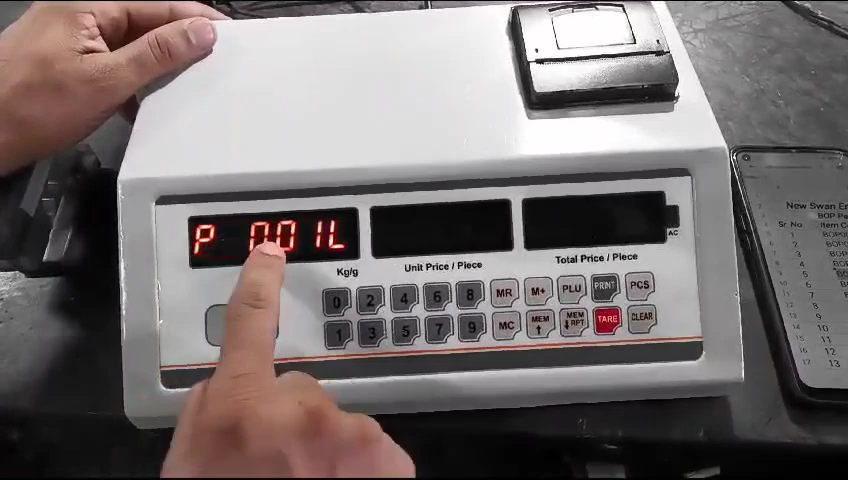 P 001L
AC
Kg/g
Unit Price / Piece
Total Price / Piece
0 2 4 6 8 MR M+ PLU PRINT PCS
1 3 5 7 9 MC MEM ↑ MEM ↓RPT TARE CLEAR
New Swan En
BOP Pa
Sr No Item C
1 BOP0
2 BOP
3
4
5
6
7
8
9
10
11
12
13